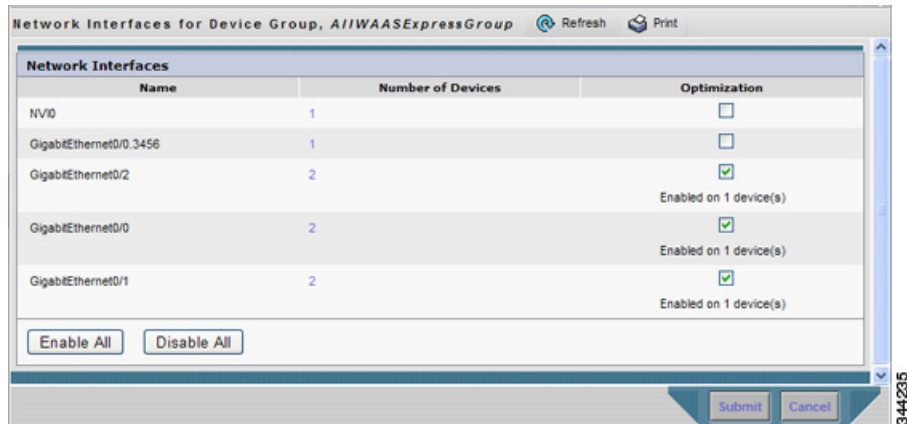 Network Interfaces for Device Group, AllWAASExpressGroup Refresh Print
Network Interfaces
Name Number of Devices Optimization
NVI0 1
GigabitEthernet0/0.3456 1
GigabitEthernet0/2 2
Enabled on 1 device(s)
GigabitEthernet0/0 2
Enabled on 1 device(s)
GigabitEthernet0/1 2
Enabled on 1 device(s)
Enable All Disable All
Submit Cancel
344235